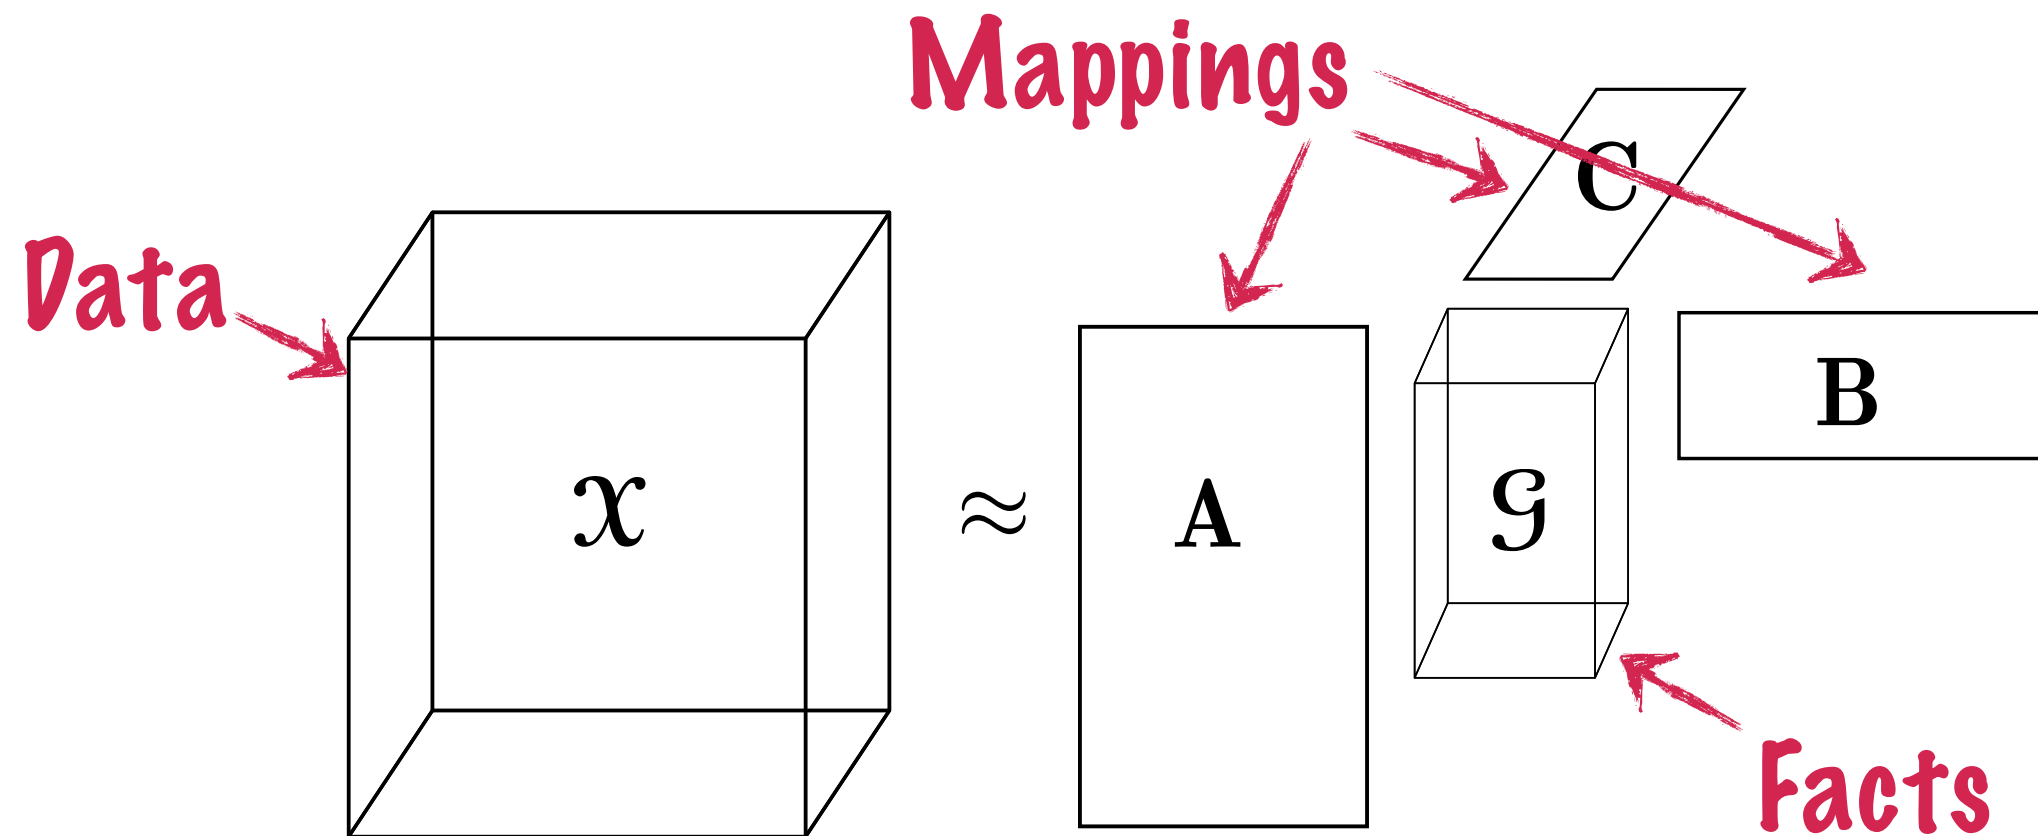 Mappings
Data
C
B
X ≈ A G
Facts